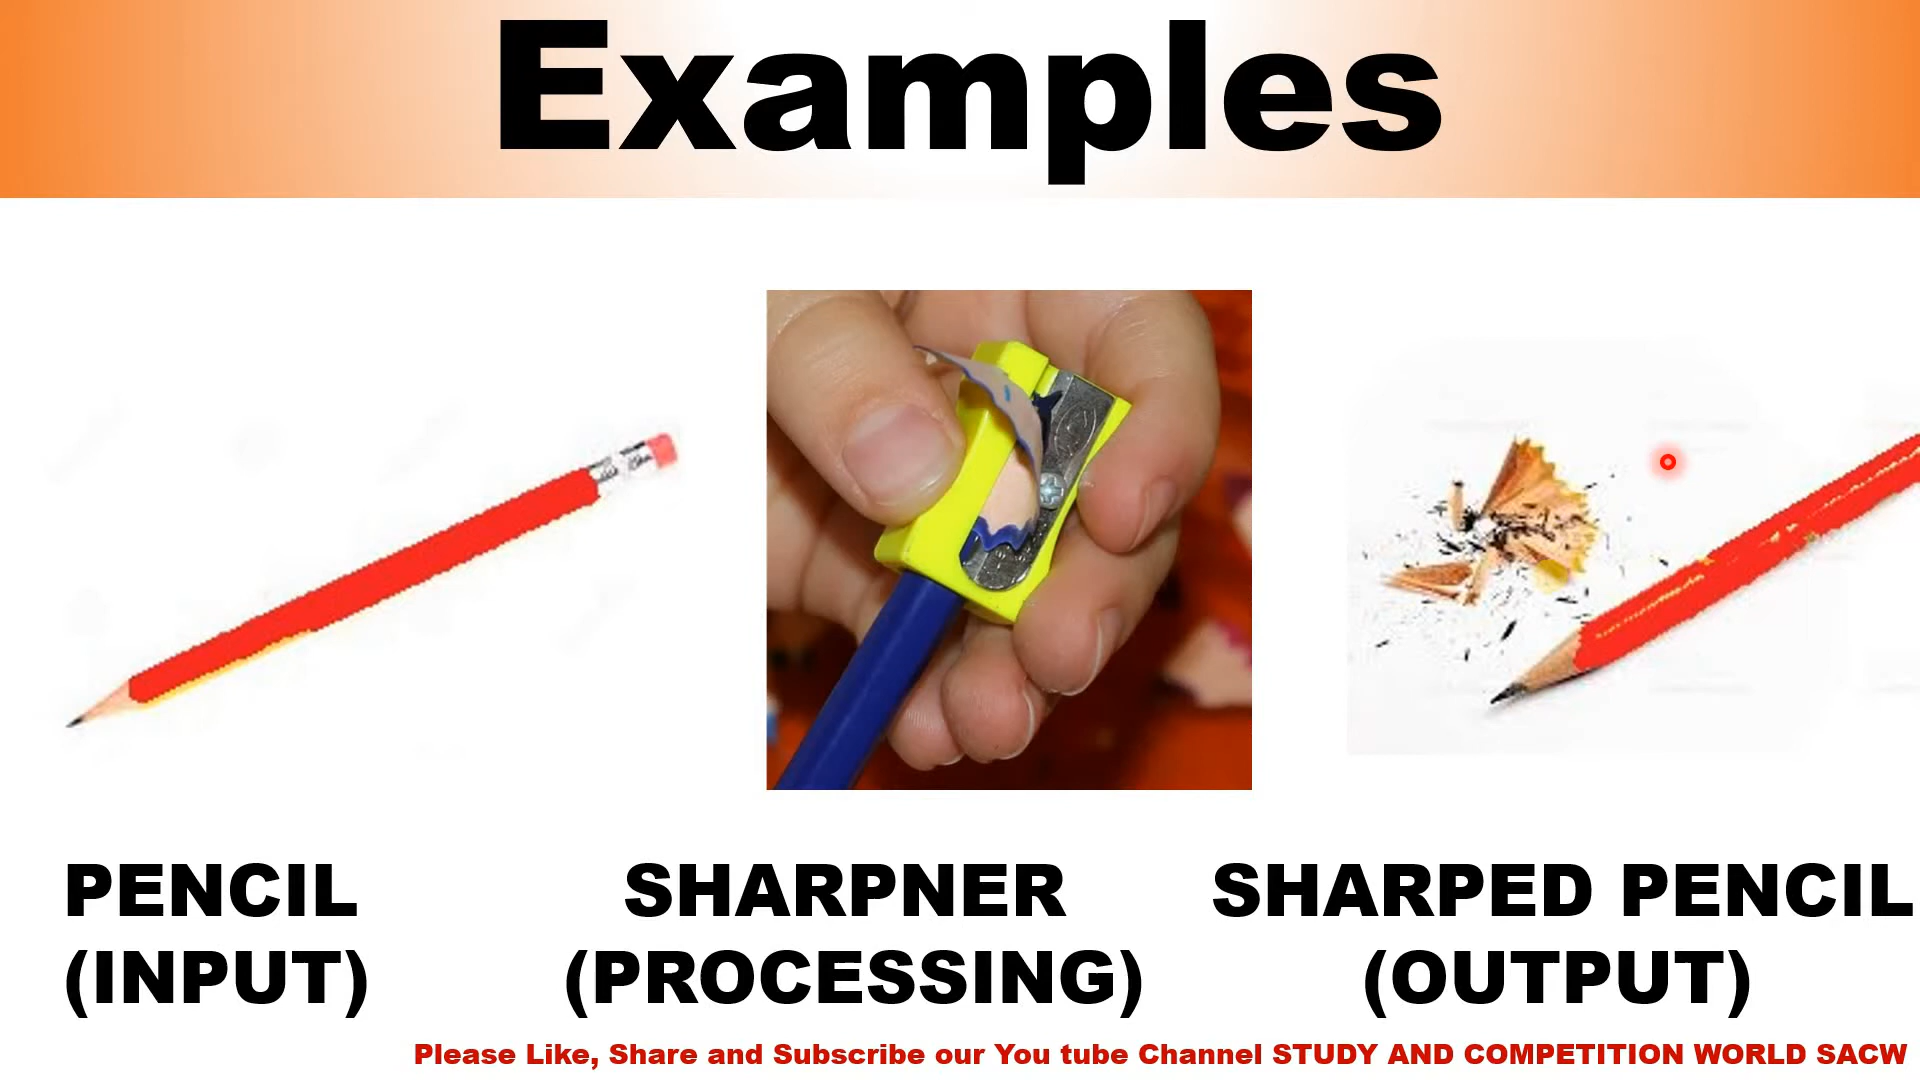 Examples
PENCIL
(INPUT)
SHARPNER
(PROCESSING)
SHARPED PENCIL
(OUTPUT)
Please Like, Share and Subscribe our You tube Channel STUDY AND COMPETITION WORLD SACW